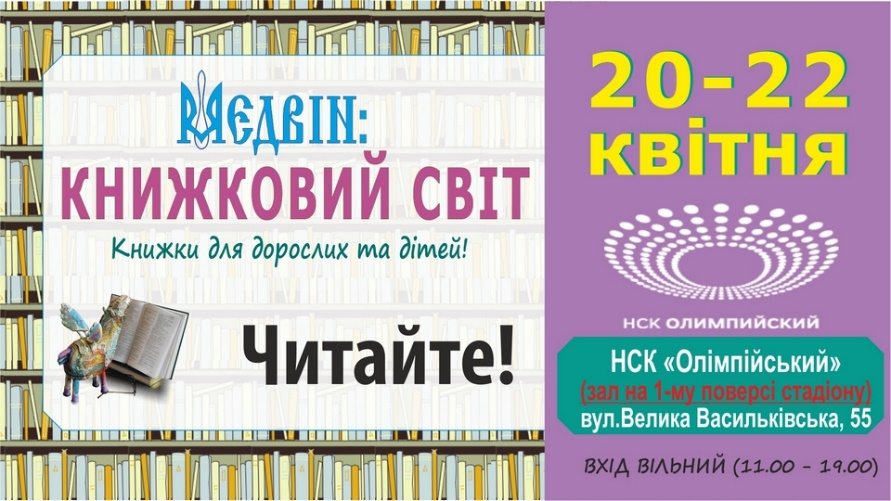 МЕДВІН:
КНИЖКОВИЙ СВІТ
Книжки для дорослих та дітей!
Читайте!
20-22
квітня
НСК ОЛИМПИЙСКИЙ
НСК «Олімпійський»
(зал на 1-му поверсі стадіону)
вул.Велика Васильківська, 55
ВХІД ВІЛЬНИЙ (11.00 - 19.00)